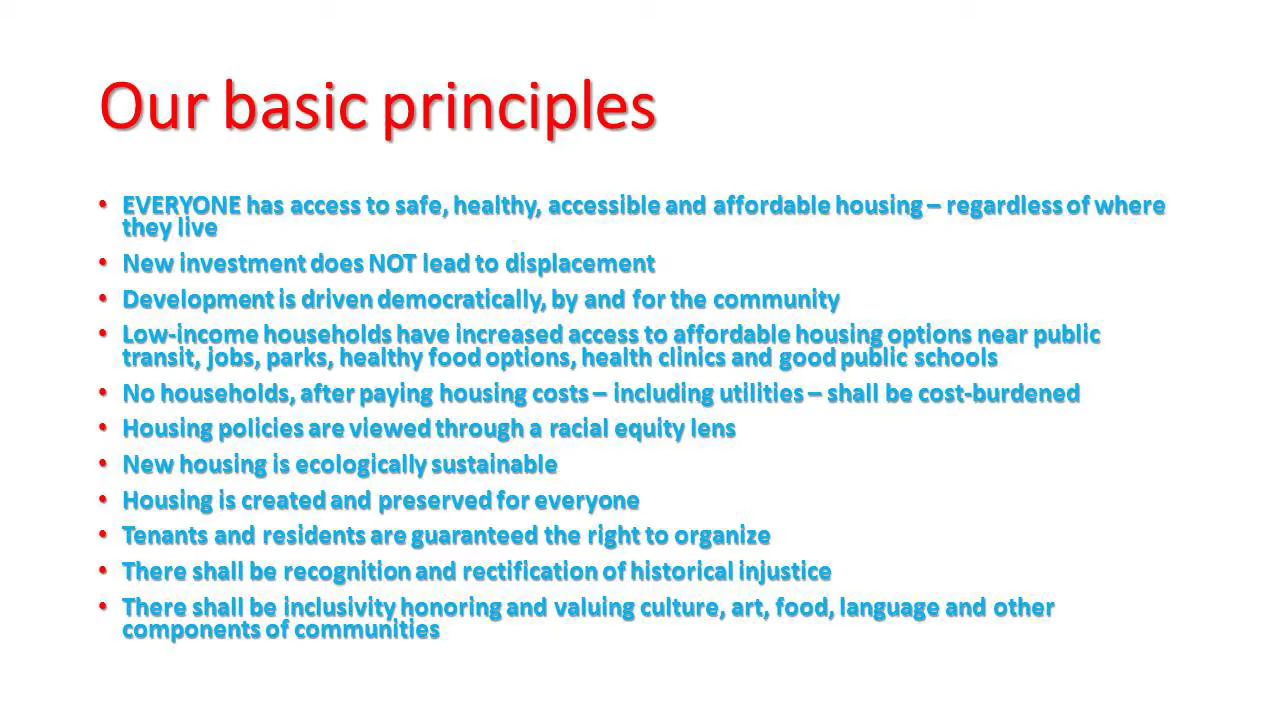 Our basic principles
• EVERYONE has access to safe, healthy, accessible and affordable housing – regardless of where
they live
• New investment does NOT lead to displacement
• Development is driven democratically, by and for the community
• Low-income households have increased access to affordable housing options near public
transit, jobs, parks, healthy food options, health clinics and good public schools
• No households, after paying housing costs – including utilities – shall be cost-burdened
• Housing policies are viewed through a racial equity lens
• New housing is ecologically sustainable
• Housing is created and preserved for everyone
• Tenants and residents are guaranteed the right to organize
• There shall be recognition and rectification of historical injustice
• There shall be inclusivity honoring and valuing culture, art, food, language and other
components of communities